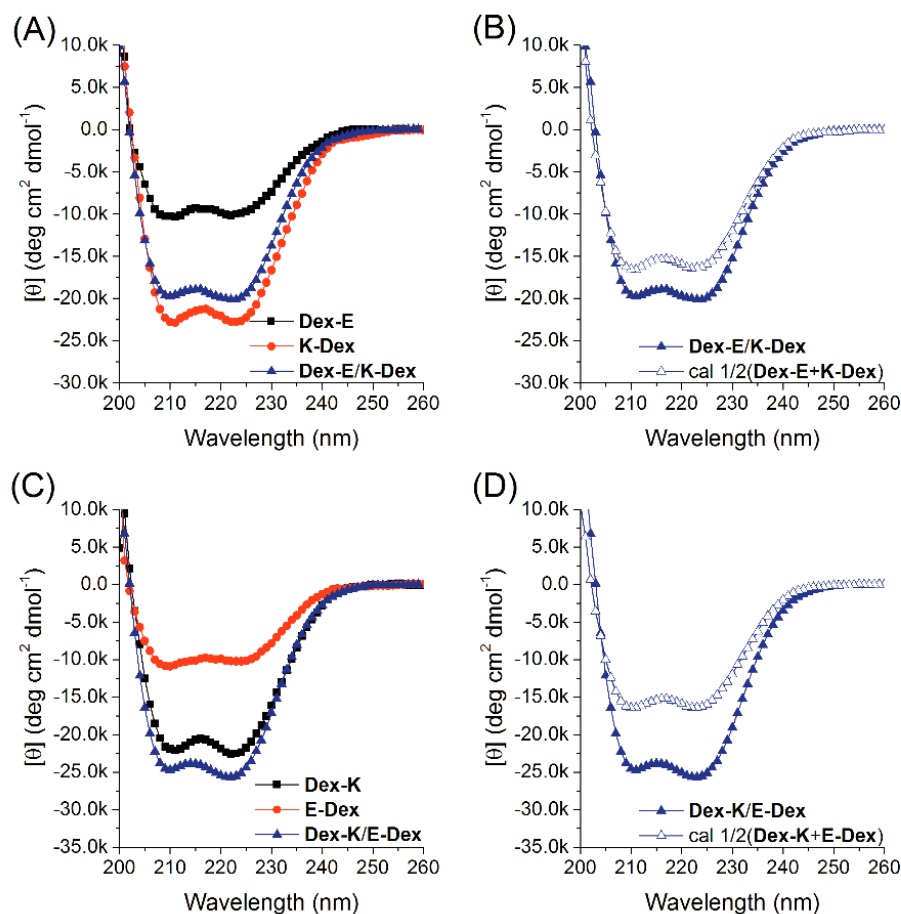 (A)
10.0k
5.0k
0.0
-5.0k
-10.0k
-15.0k
-20.0k
-25.0k
-30.0k
[θ] (deg cm² dmol⁻¹)
Dex-E
K-Dex
Dex-E/K-Dex
200 210 220 230 240 250 260
Wavelength (nm)
(B)
10.0k
5.0k
0.0
-5.0k
-10.0k
-15.0k
-20.0k
-25.0k
-30.0k
[θ] (deg cm² dmol⁻¹)
Dex-E/K-Dex
cal 1/2(Dex-E+K-Dex)
200 210 220 230 240 250 260
Wavelength (nm)
(C)
10.0k
5.0k
0.0
-5.0k
-10.0k
-15.0k
-20.0k
-25.0k
-30.0k
-35.0k
[θ] (deg cm² dmol⁻¹)
Dex-K
E-Dex
Dex-K/E-Dex
200 210 220 230 240 250 260
Wavelength (nm)
(D)
10.0k
5.0k
0.0
-5.0k
-10.0k
-15.0k
-20.0k
-25.0k
-30.0k
-35.0k
[θ] (deg cm² dmol⁻¹)
Dex-K/E-Dex
cal 1/2(Dex-K+E-Dex)
200 210 220 230 240 250 260
Wavelength (nm)